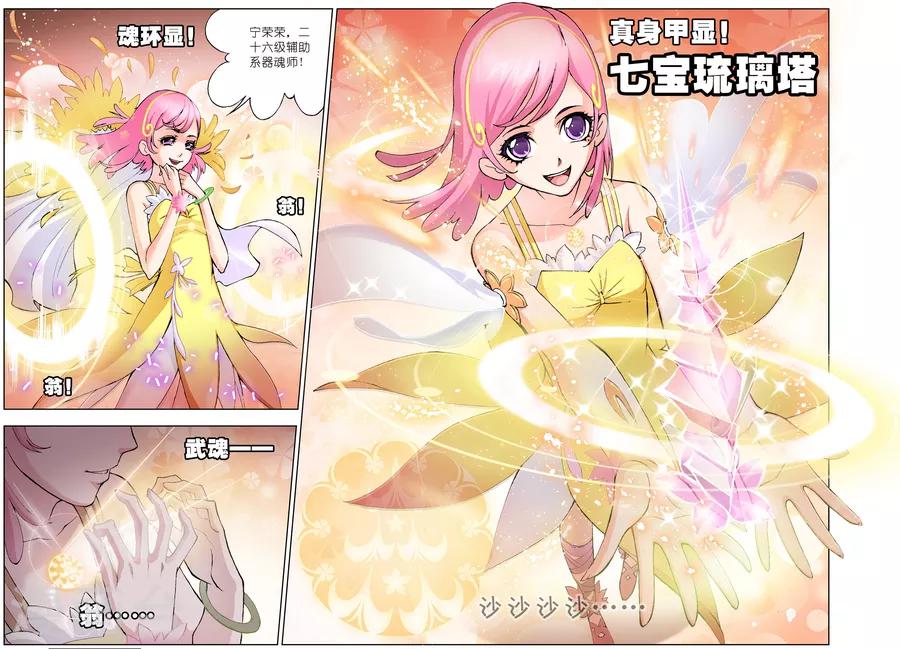 魂环显！
宁荣荣，二
十六级辅助
系器魂师！
翁！
翁！
武魂——
翁……
真身甲显！
七宝琉璃塔
沙沙沙沙……